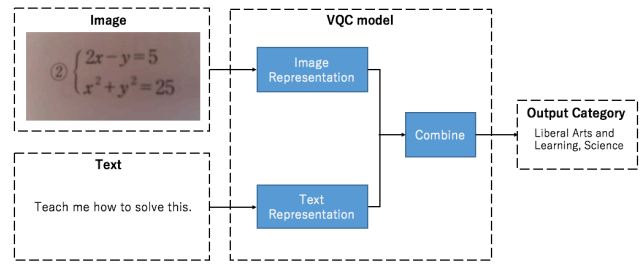 Image
② { 2x − y = 5
x² + y² = 25
Text
Teach me how to solve this.
VQC model
Image
Representation
Text
Representation
Combine
Output Category
Liberal Arts and
Learning, Science